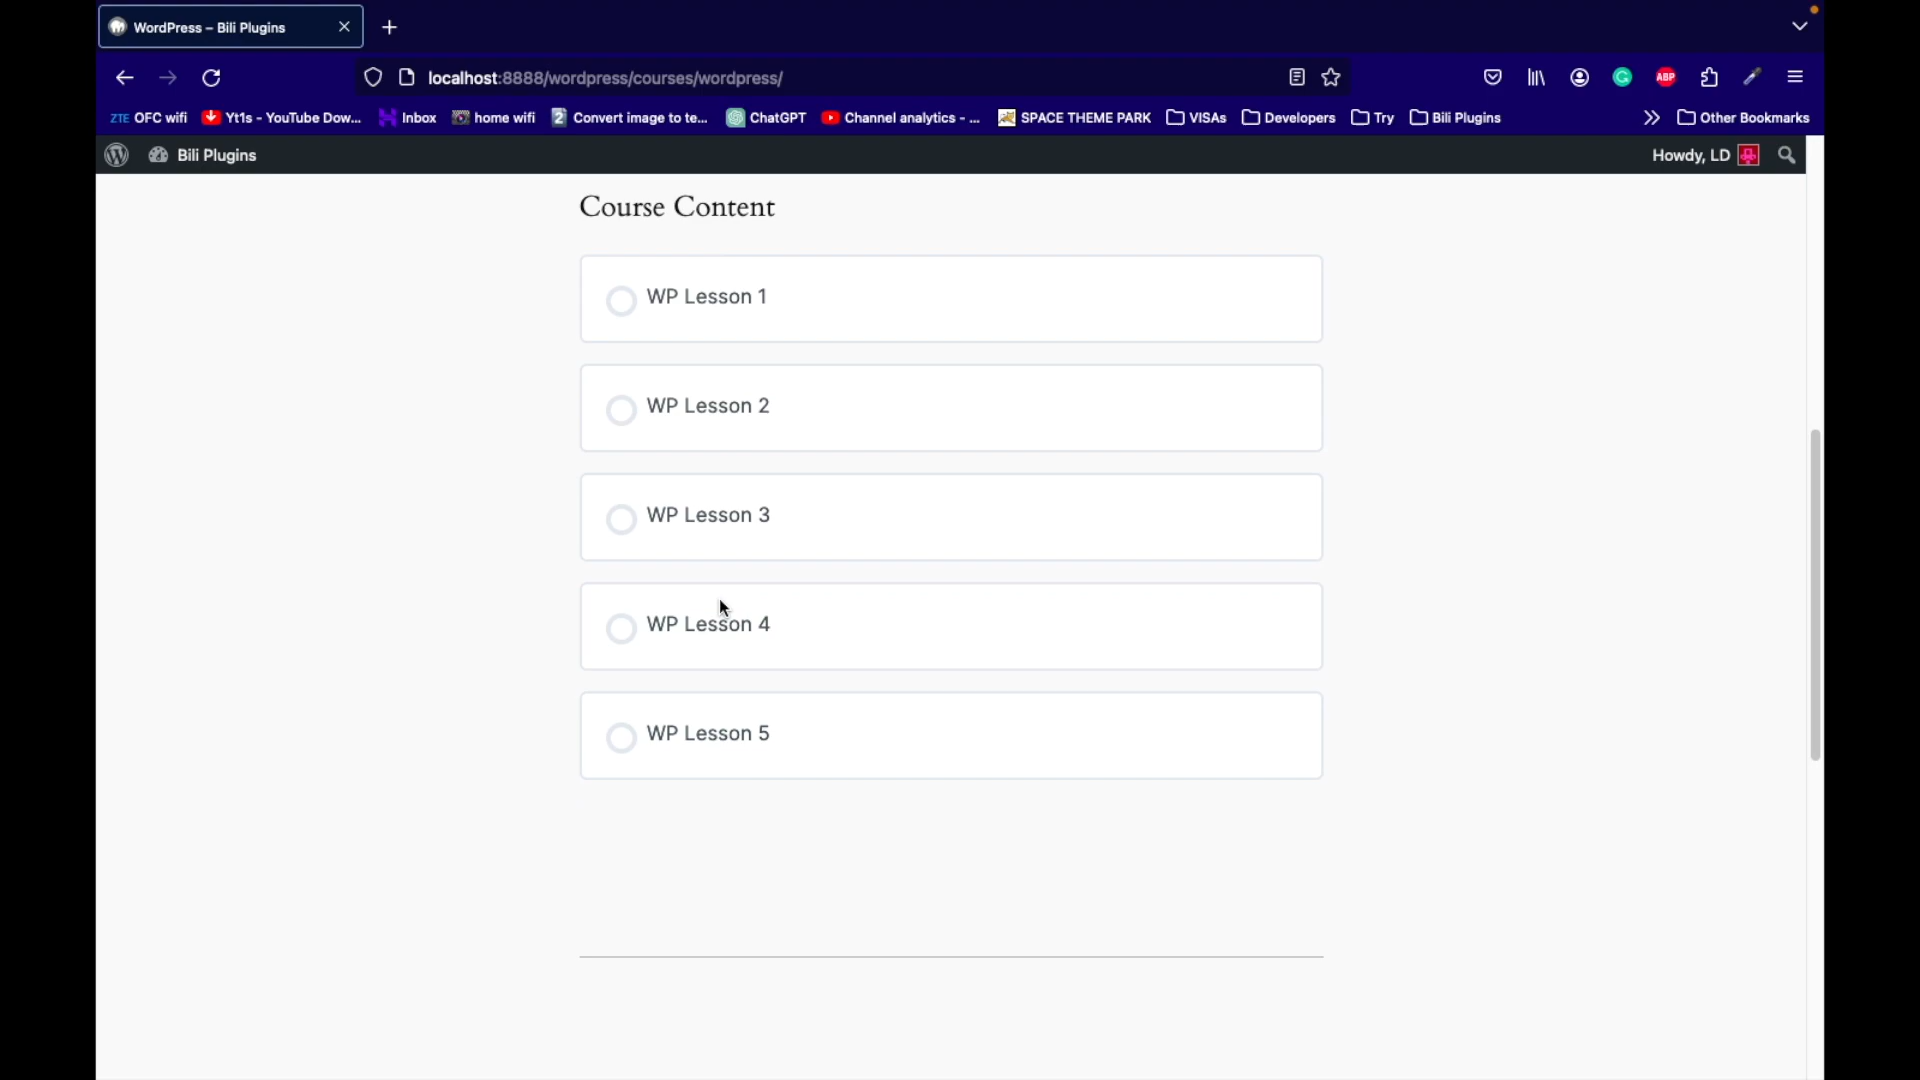 WordPress – Bili Plugins
localhost:8888/wordpress/courses/wordpress/
ABP
ZTE OFC wifi Yt1s - YouTube Dow... Inbox home wifi Convert image to te... ChatGPT Channel analytics - ... SPACE THEME PARK VISAs Developers Try Bili Plugins Other Bookmarks
Bili Plugins Howdy, LD
Course Content
WP Lesson 1
WP Lesson 2
WP Lesson 3
WP Lesson 4
WP Lesson 5